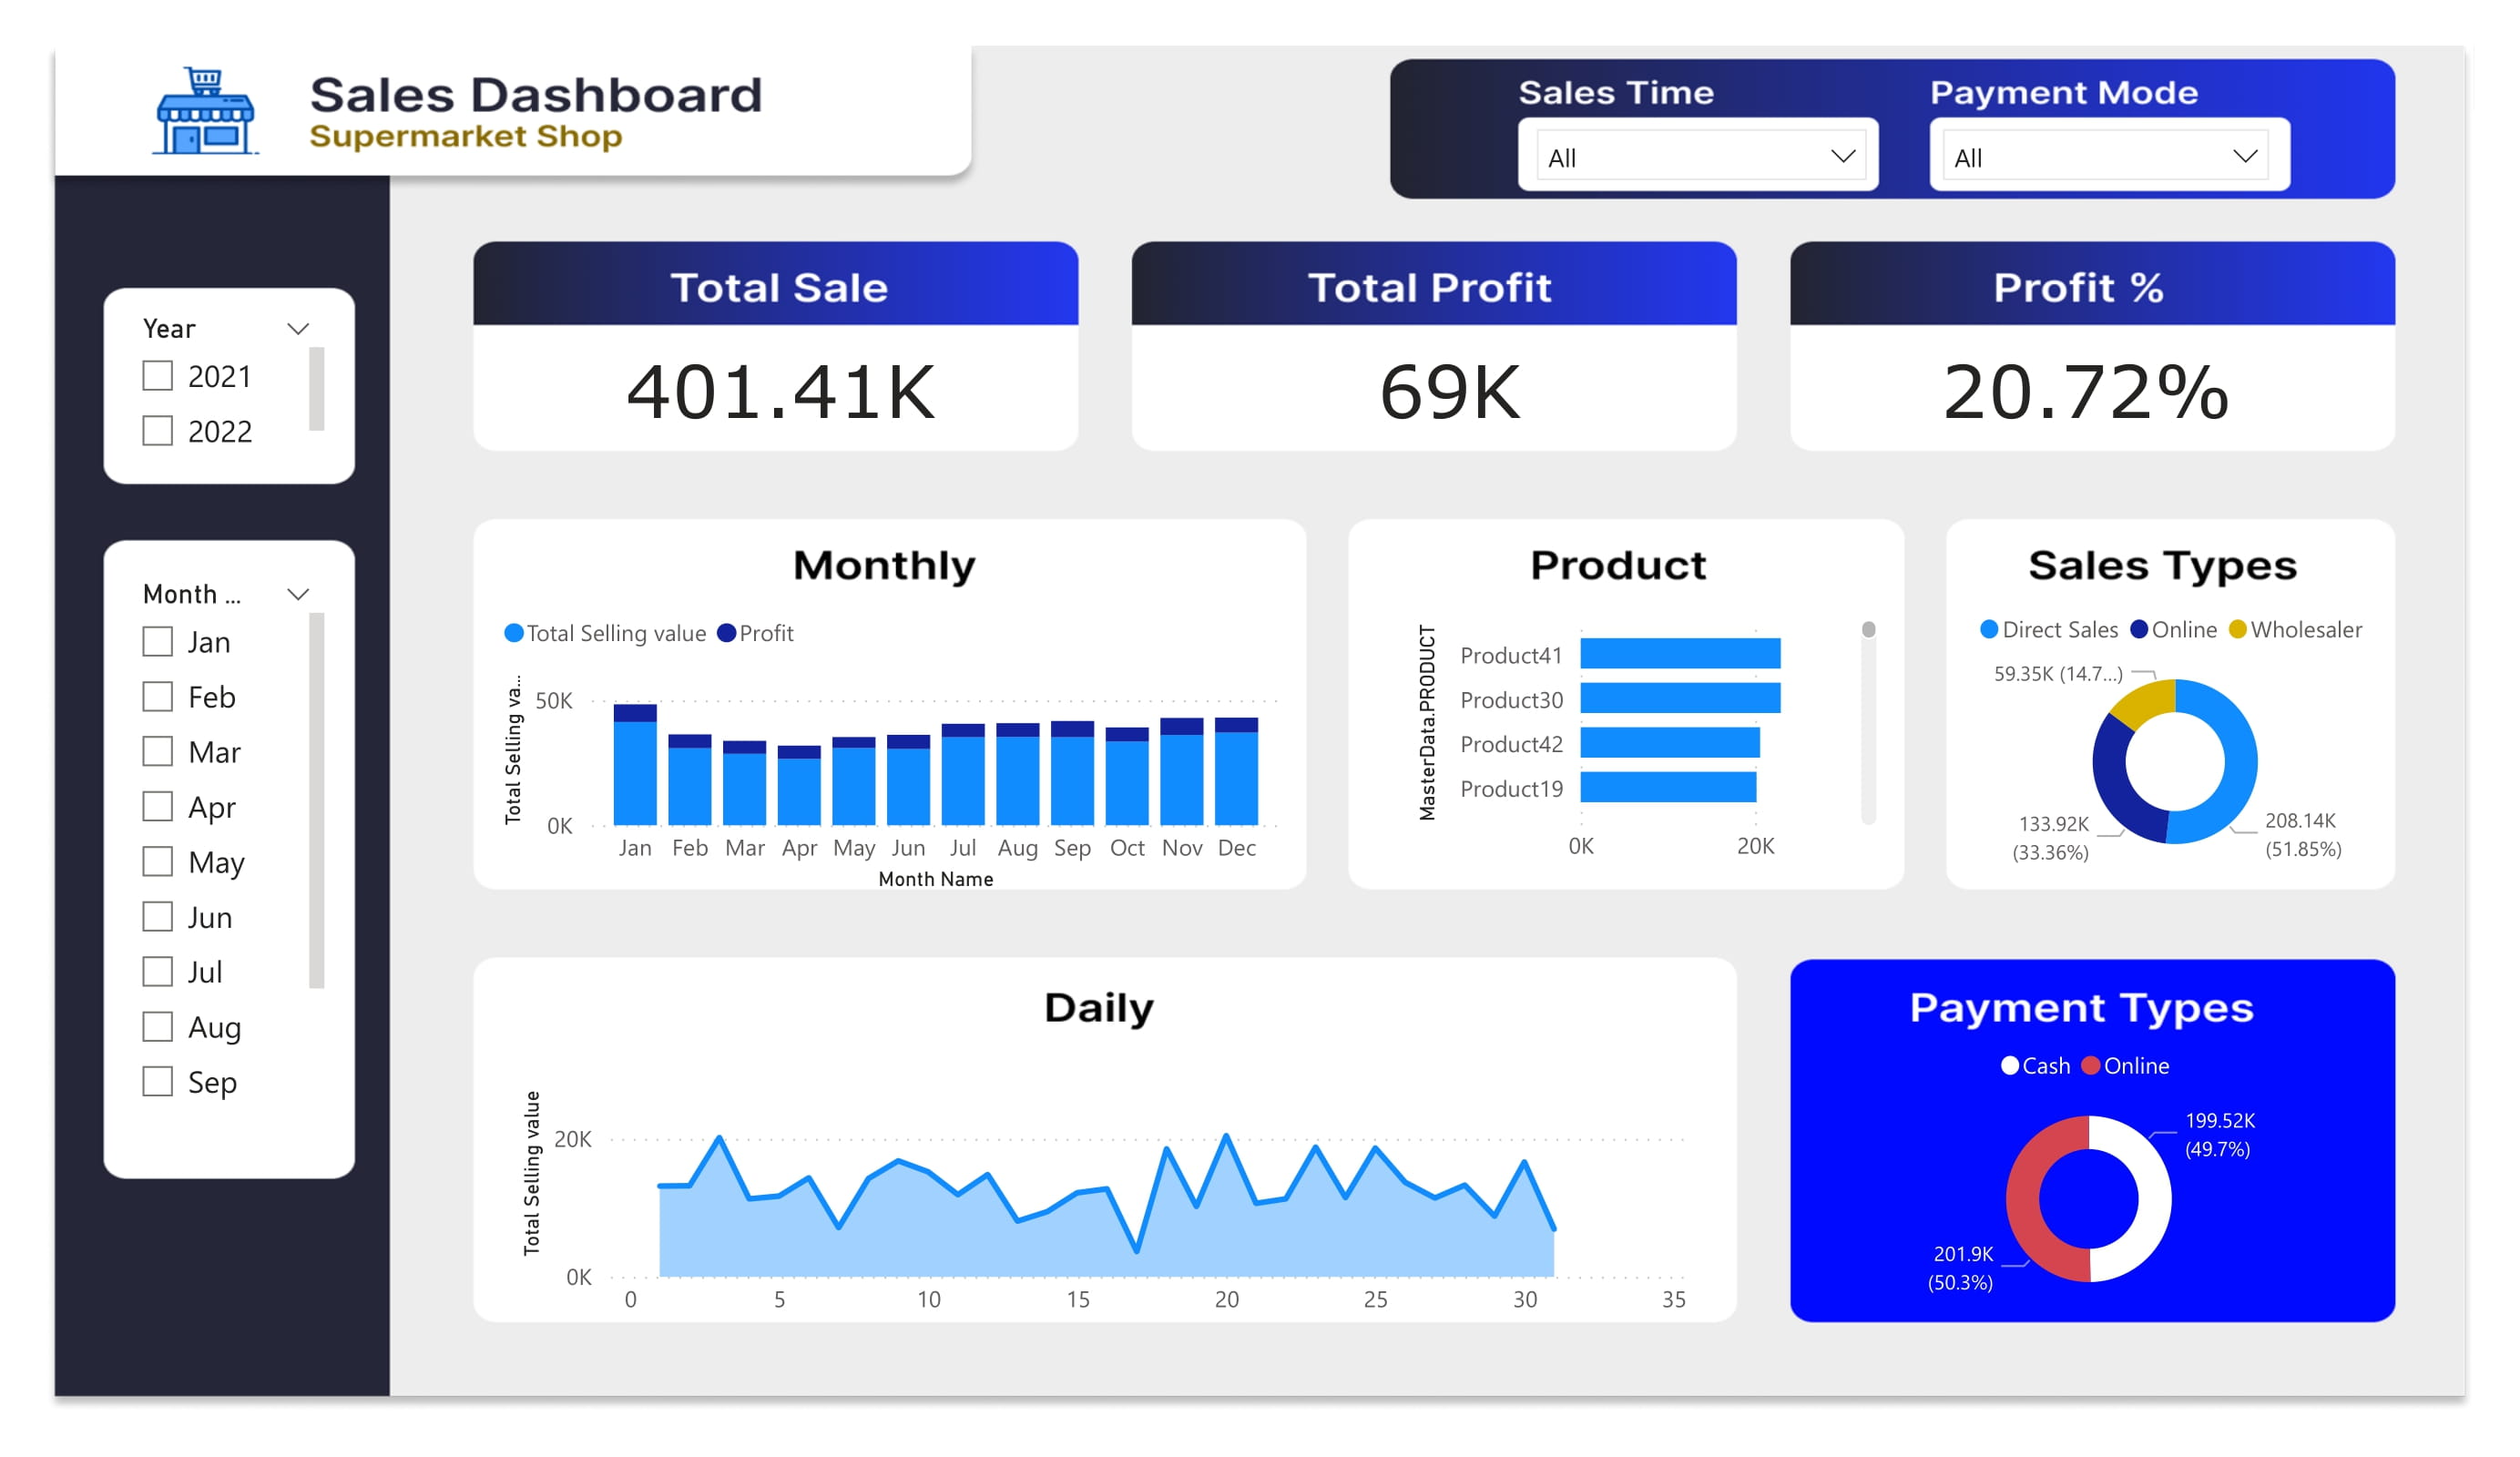 Sales Dashboard
Supermarket Shop
Sales Time
Payment Mode
All
All
Year
2021
2022
Month ...
Jan
Feb
Mar
Apr
May
Jun
Jul
Aug
Sep
Total Sale
401.41K
Total Profit
69K
Profit %
20.72%
Monthly
Total Selling value Profit
Total Selling va...
50K
0K
Jan Feb Mar Apr May Jun Jul Aug Sep Oct Nov Dec
Month Name
Product
MasterData.PRODUCT
Product41
Product30
Product42
Product19
0K 20K
Sales Types
Direct Sales Online Wholesaler
59.35K (14.7...)
133.92K
(33.36%)
208.14K
(51.85%)
Daily
Total Selling value
20K
0K
0 5 10 15 20 25 30 35
Payment Types
Cash Online
199.52K
(49.7%)
201.9K
(50.3%)